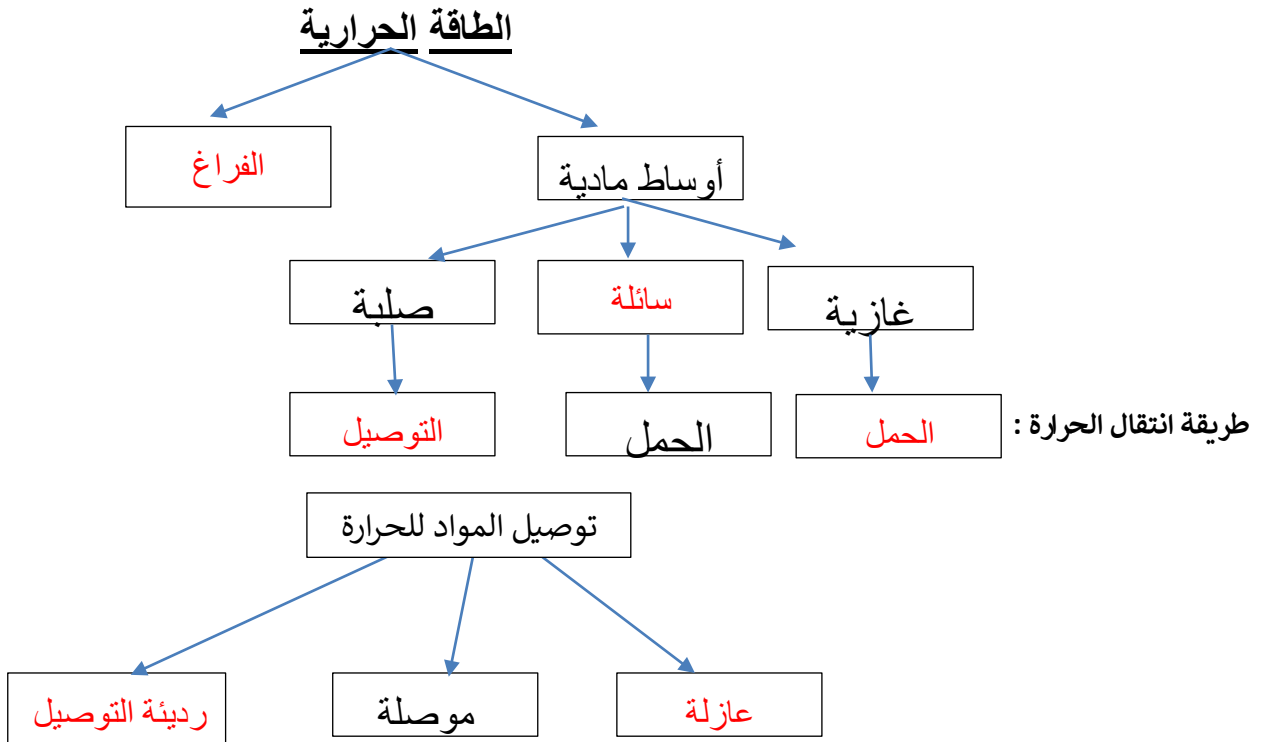 الطاقة الحرارية
الفراغ
أوساط مادية
غازية
سائلة
صلبة
طريقة انتقال الحرارة :
الحمل
الحمل
التوصيل
توصيل المواد للحرارة
عازلة
موصلة
رديئة التوصيل